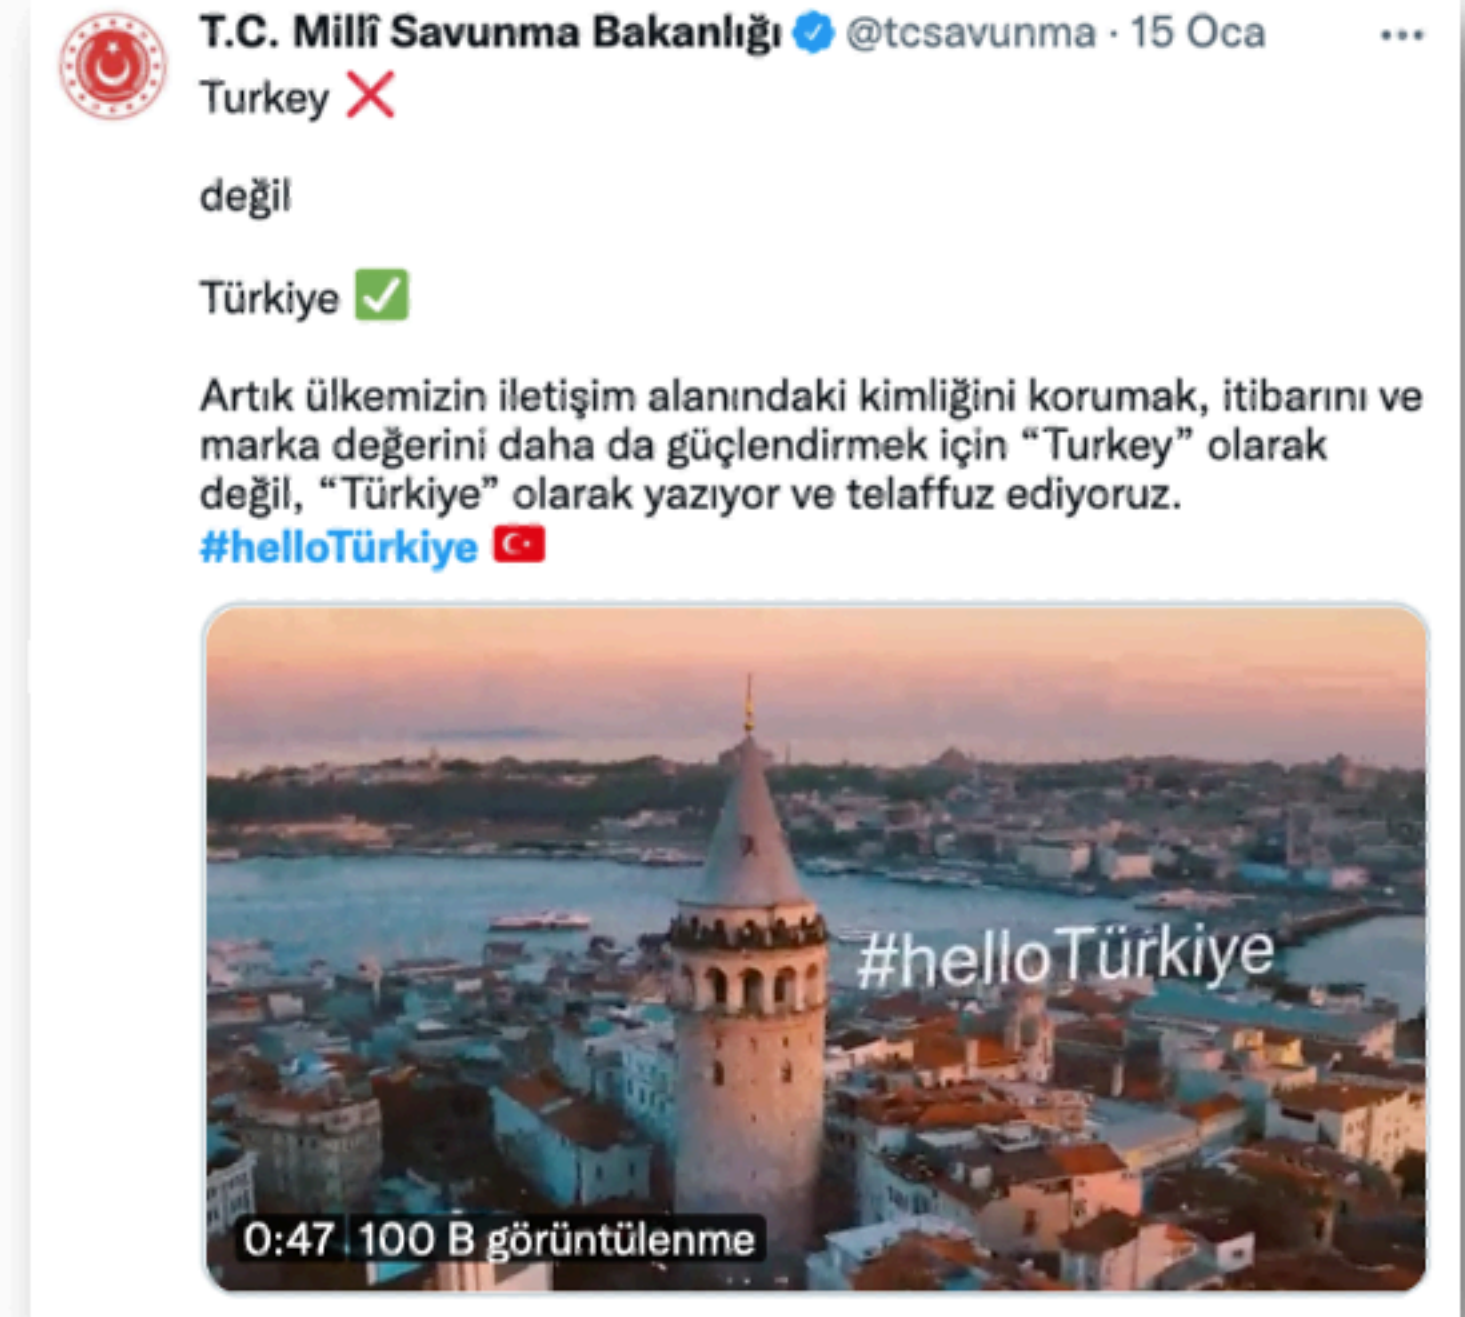 T.C. Millî Savunma Bakanlığı @tcsavunma · 15 Oca
Turkey ❌
değil
Türkiye ✅
Artık ülkemizin iletişim alanındaki kimliğini korumak, itibarını ve
marka değerini daha da güçlendirmek için “Turkey” olarak
değil, “Türkiye” olarak yazıyor ve telaffuz ediyoruz.
#helloTürkiye 🇹🇷
#helloTürkiye
0:47 100 B görüntülenme